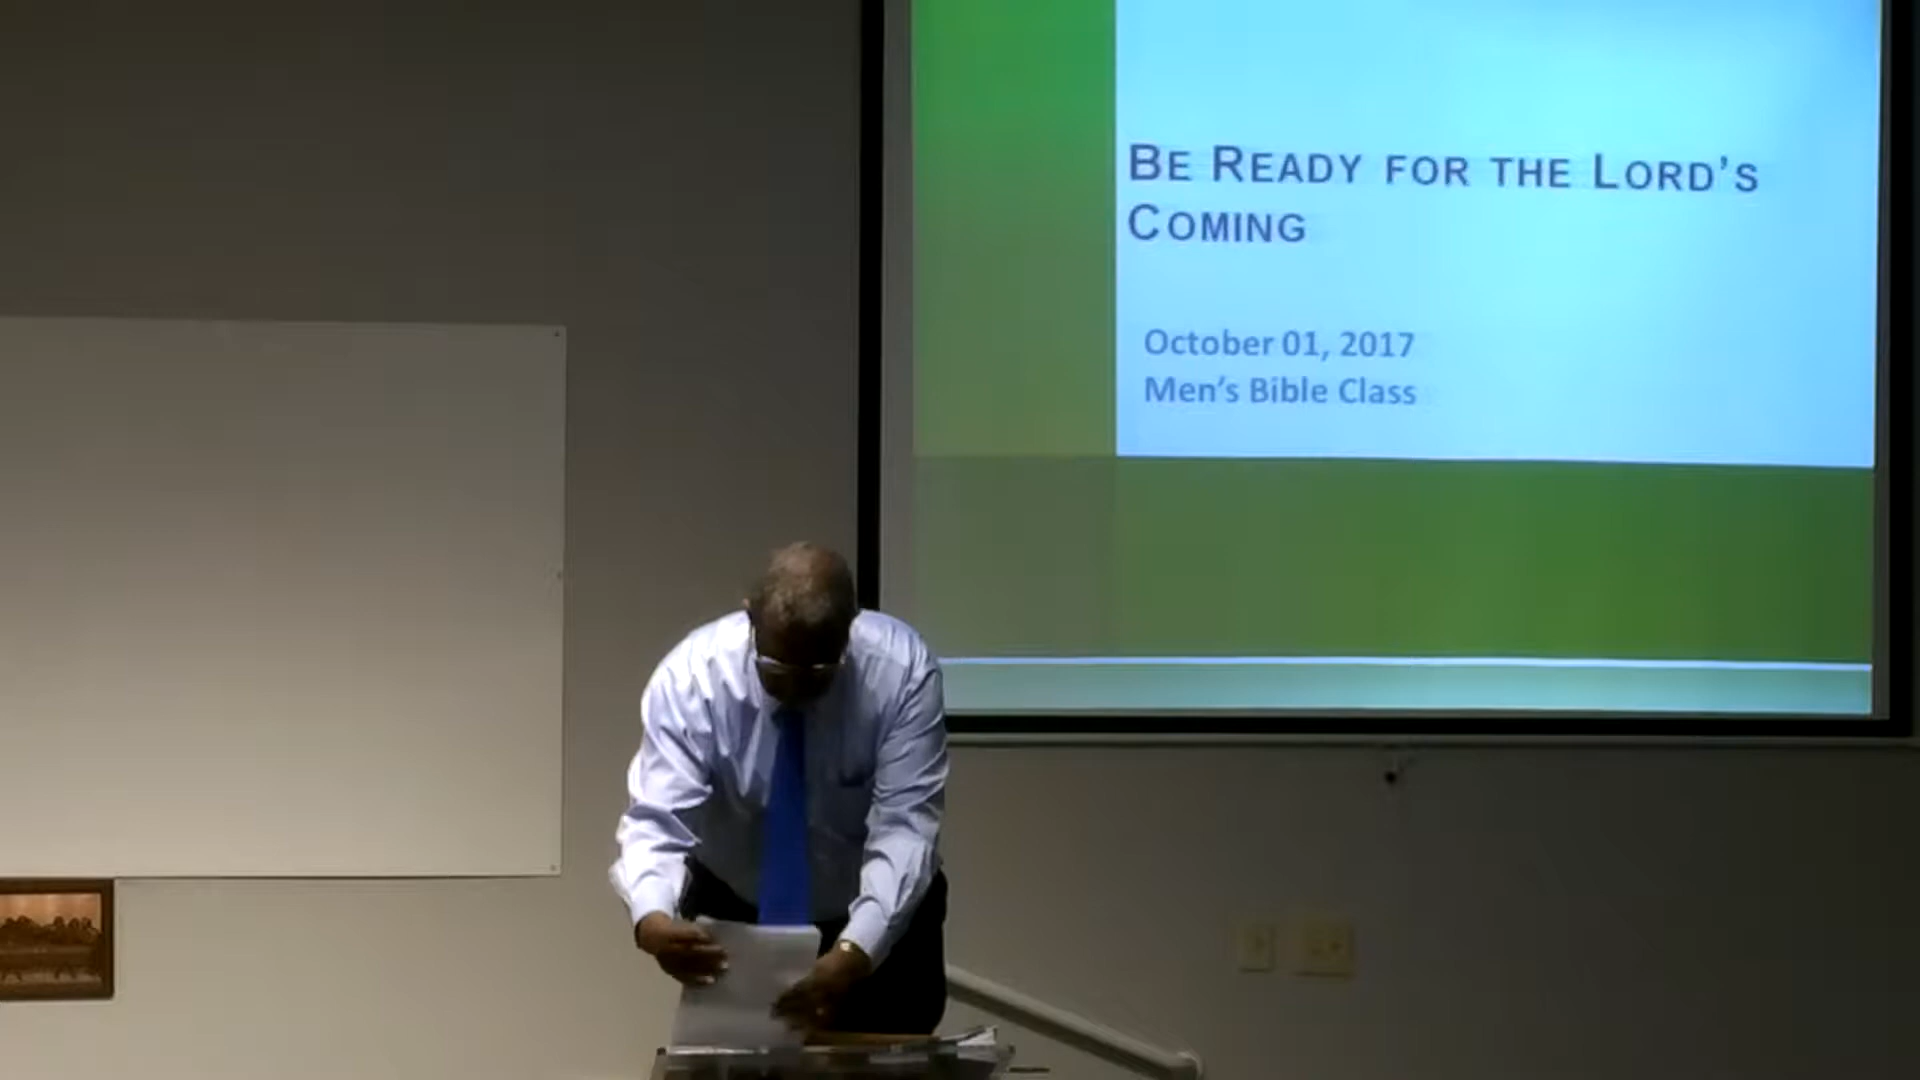 Be Ready for the Lord's
Coming
October 01, 2017
Men's Bible Class